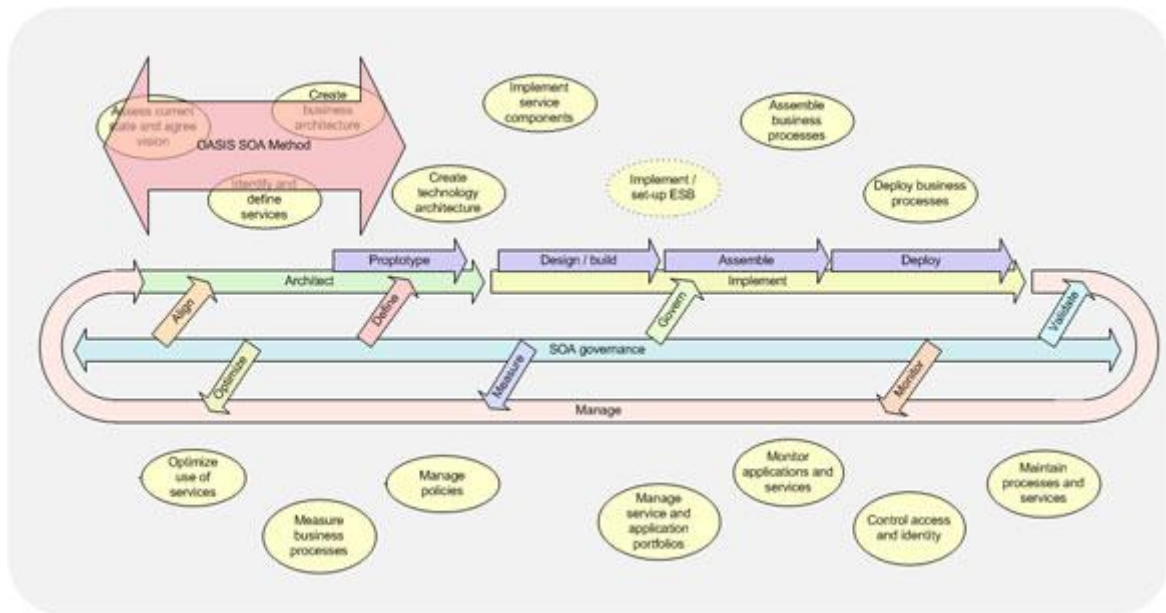 Assess current
state and agree
vision
Create
business
architecture
OASIS SOA Method
Identify and
define
services
Create
technology
architecture
Implement
service
components
Implement /
set-up ESB
Assemble
business
processes
Deploy business
processes
Proptotype
Design / build
Assemble
Deploy
Architect
Implement
Align
Define
Govern
Validate
SOA governance
Optimize
Measure
Monitor
Manage
Optimize
use of
services
Measure
business
processes
Manage
policies
Manage
service and
application
portfolios
Monitor
applications and
services
Control access
and identity
Maintain
processes and
services